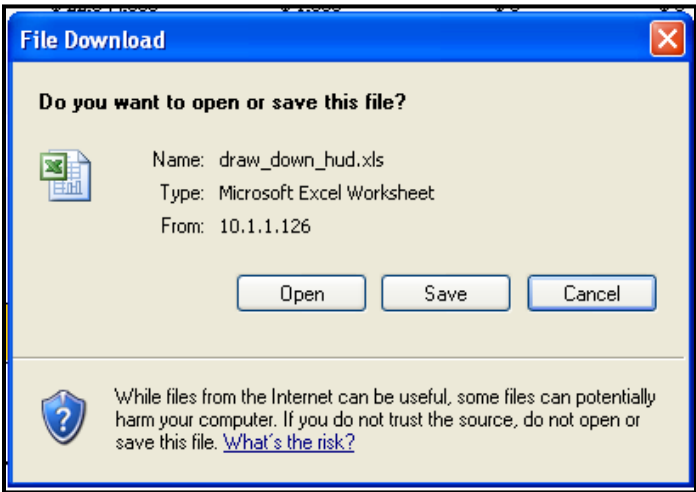 File Download
Do you want to open or save this file?
Name: draw_down_hud.xls
Type: Microsoft Excel Worksheet
From: 10.1.1.126
Open Save Cancel
While files from the Internet can be useful, some files can potentially
harm your computer. If you do not trust the source, do not open or
save this file. What's the risk?